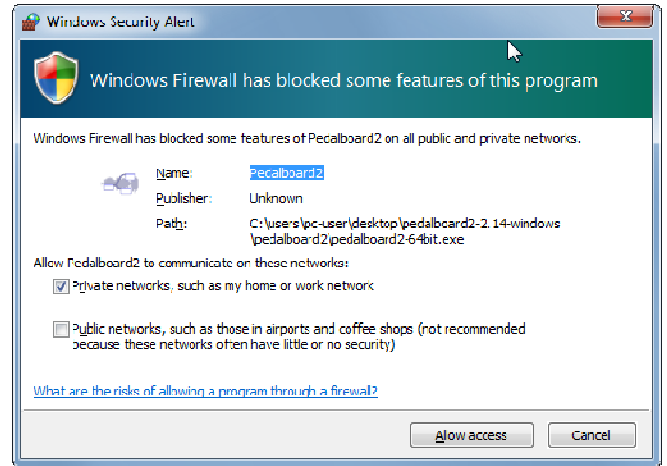 Windows Security Alert
Windows Firewall has blocked some features of this program
Windows Firewall has blocked some features of Pedalboard2 on all public and private networks.
Name: Pedalboard2
Publisher: Unknown
Path: C:\users\pc-user\desktop\pedalboard2-2.14-windows
\pedalboard2\pedalboard2-64bit.exe
Allow Pedalboard2 to communicate on these networks:
Private networks, such as my home or work network
Public networks, such as those in airports and coffee shops (not recommended
because these networks often have little or no security)
What are the risks of allowing a program through a firewall?
Allow access Cancel